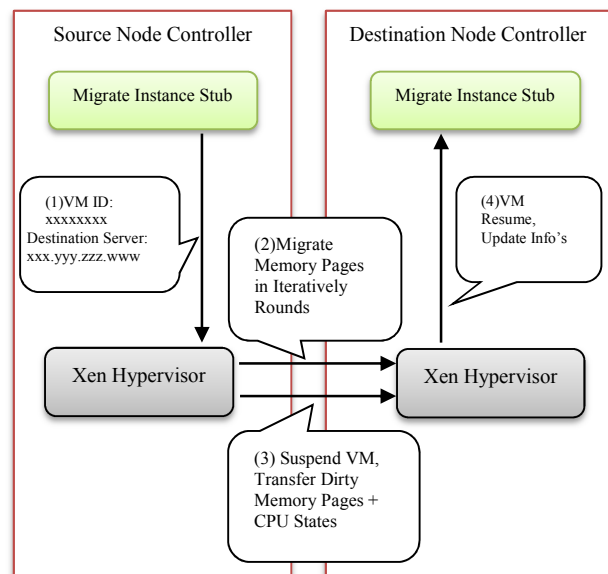 Source Node Controller
Destination Node Controller
Migrate Instance Stub
Migrate Instance Stub
(1)VM ID:
xxxxxxxx
Destination Server:
xxx.yyy.zzz.www
(2)Migrate
Memory Pages
in Iteratively
Rounds
(4)VM
Resume,
Update Info’s
Xen Hypervisor
Xen Hypervisor
(3) Suspend VM,
Transfer Dirty
Memory Pages +
CPU States